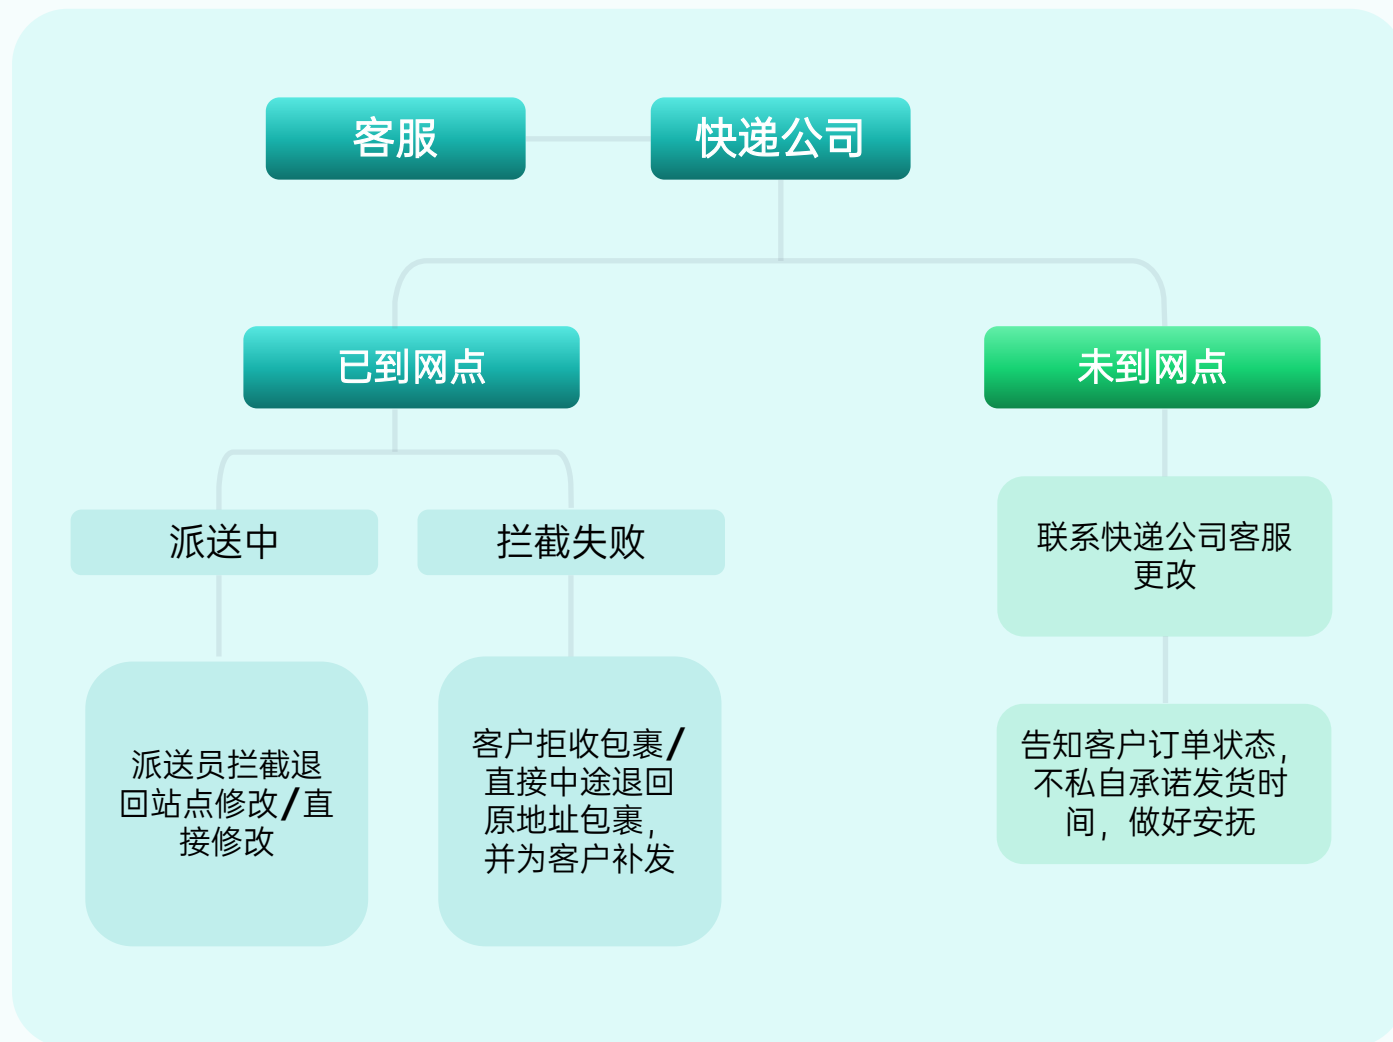 客服
快递公司
已到网点
未到网点
派送中
拦截失败
联系快递公司客服
更改
派送员拦截退
回站点修改/直
接修改
客户拒收包裹/
直接中途退回
原地址包裹，
并为客户补发
告知客户订单状态，
不私自承诺发货时
间，做好安抚